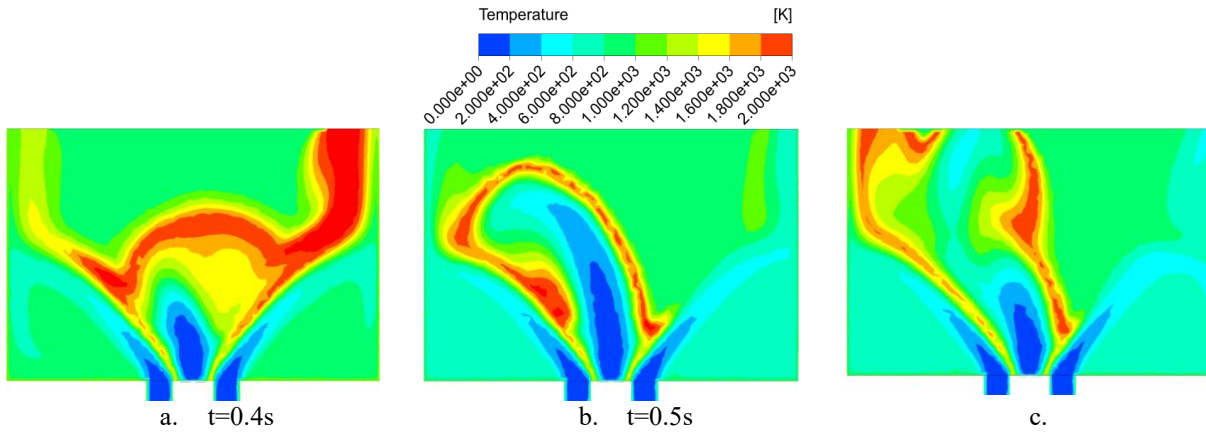 Temperature [K]
0.000e+00
2.000e+02
4.000e+02
6.000e+02
8.000e+02
1.000e+03
1.200e+03
1.400e+03
1.600e+03
1.800e+03
2.000e+03
a. t=0.4s
b. t=0.5s
c.